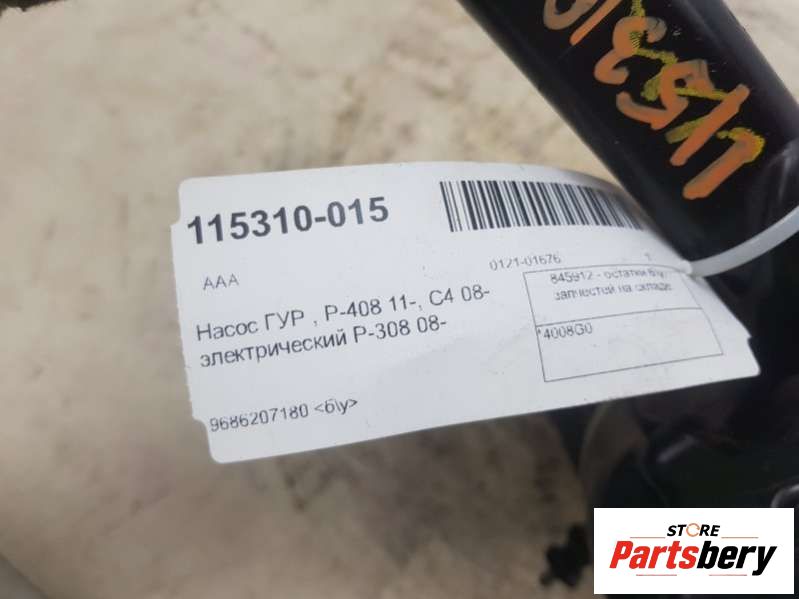 115310-015
AAA
0121-01676 1
Насос ГУР , P-408 11-, C4 08-
электрический P-308 08-
845912 - остатки б\у
запчастей на складе
*4008G0
9686207180 <б\у>
STORE
Partsbery